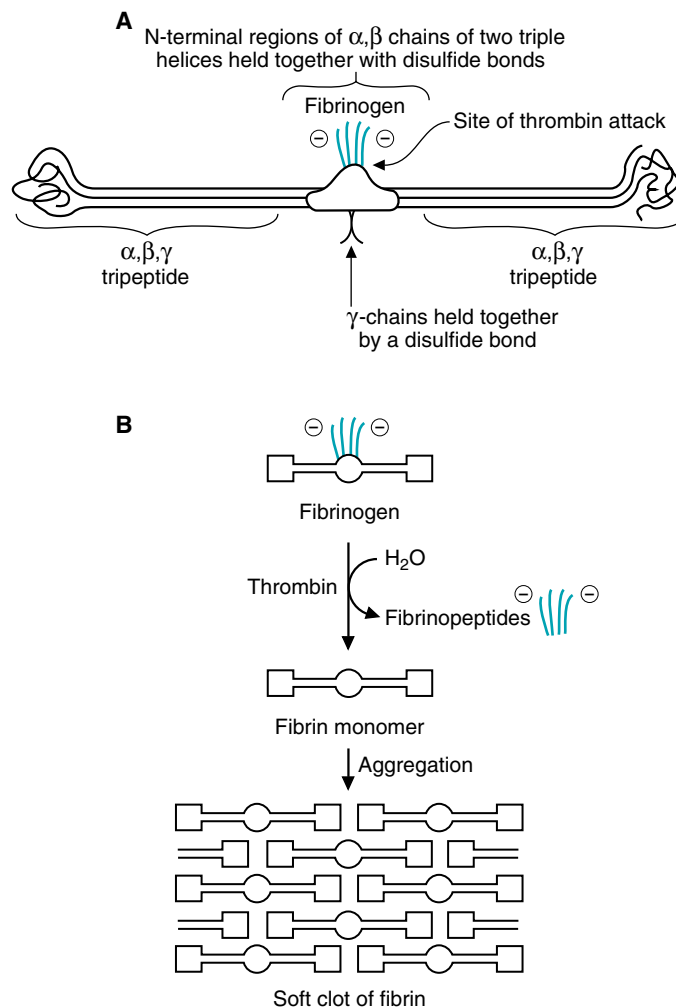 A
N-terminal regions of α,β chains of two triple
helices held together with disulfide bonds
Fibrinogen
Site of thrombin attack
α,β,γ
tripeptide
α,β,γ
tripeptide
γ-chains held together
by a disulfide bond
B
Fibrinogen
H₂O
Thrombin
Fibrinopeptides
Fibrin monomer
Aggregation
Soft clot of fibrin